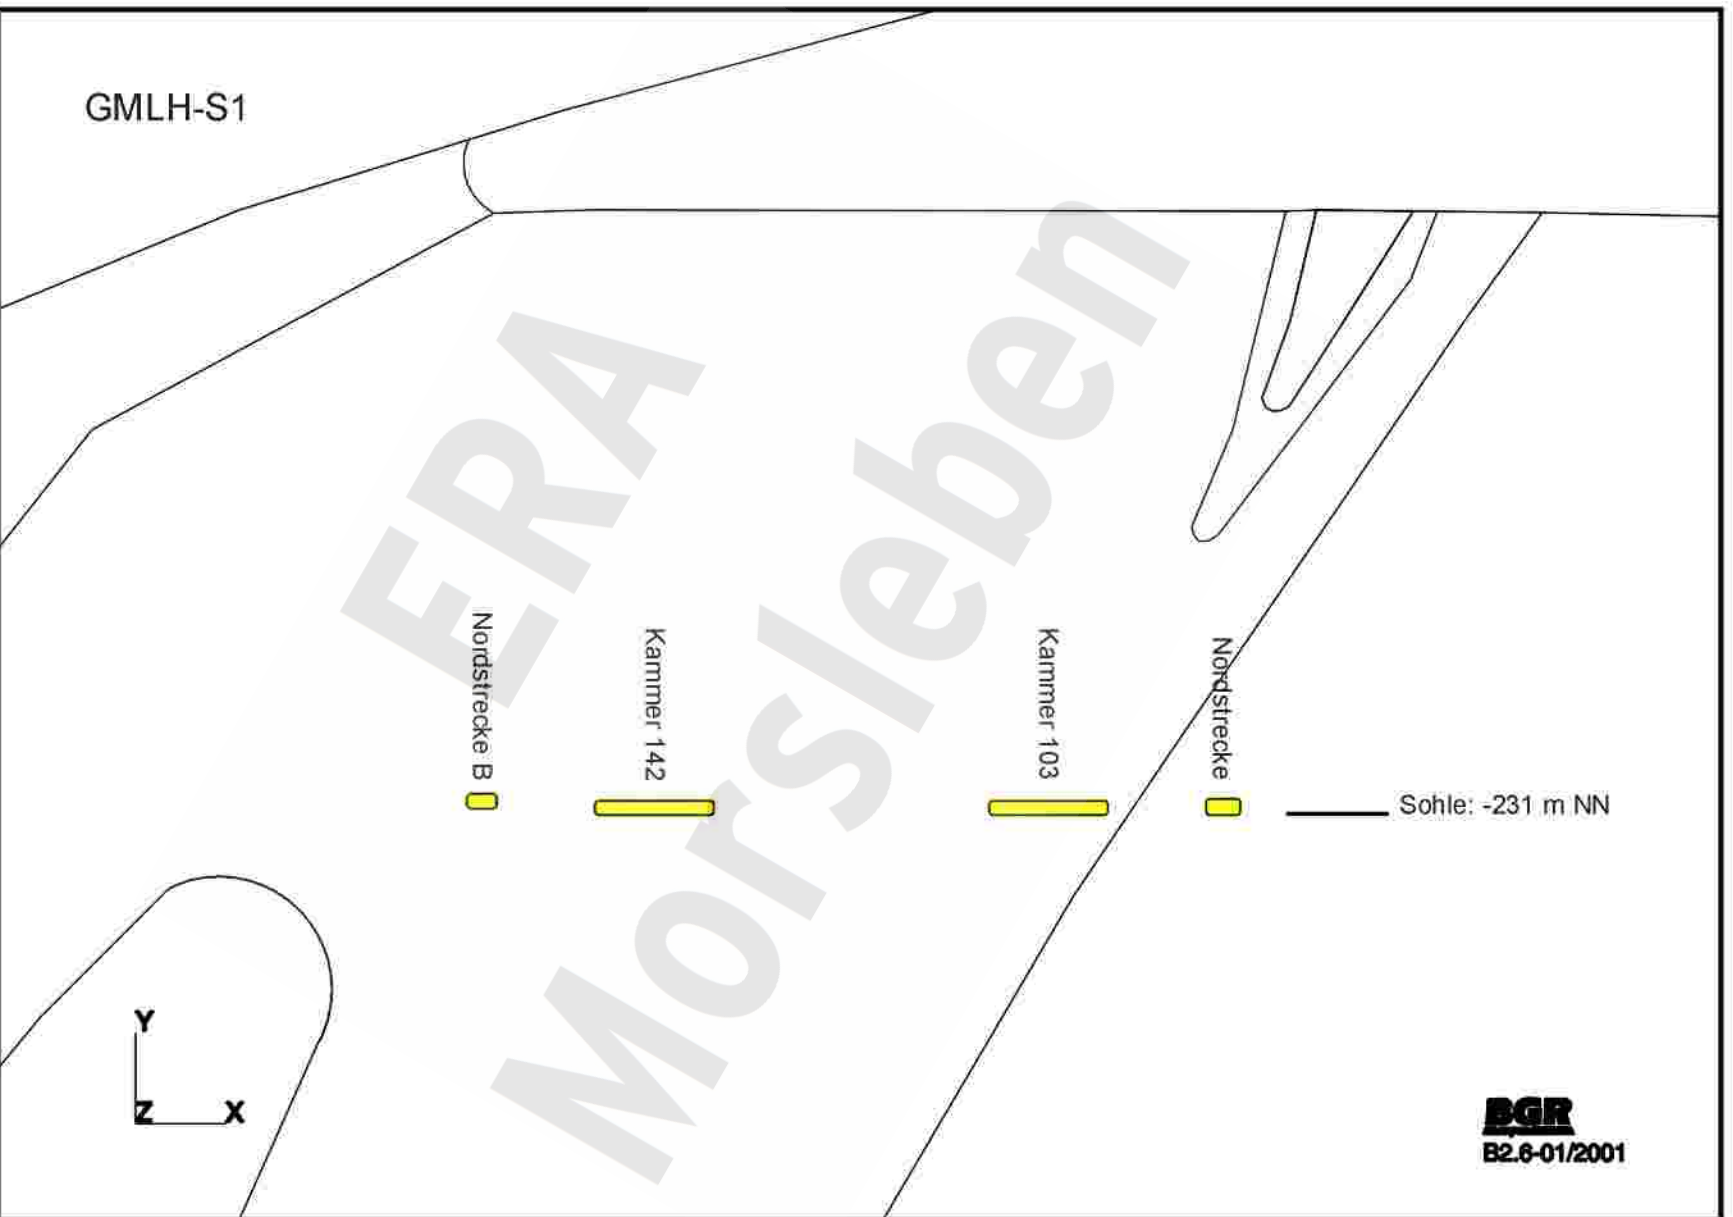 GMLH-S1
ERA
Morsleben
Nordstrecke B
Kammer 142
Kammer 103
Nordstrecke
Sohle: -231 m NN
Y
Z X
BGR
B2.6-01/2001